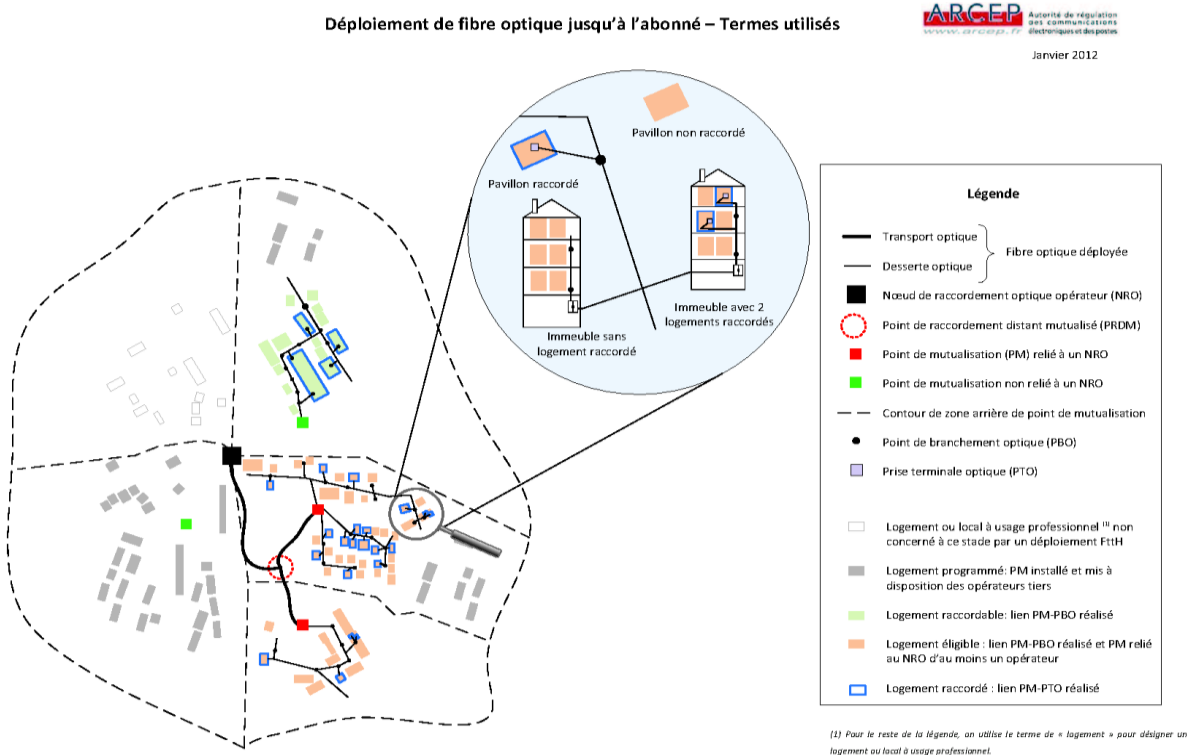 Déploiement de fibre optique jusqu'à l'abonné – Termes utilisés
ARCEP
Autorité de régulation
des communications
électroniques et des postes
www.arcep.fr
Janvier 2012
Pavillon non raccordé
Pavillon raccordé
Immeuble sans
logement raccordé
Immeuble avec 2
logements raccordés
Légende
Transport optique
Desserte optique
Fibre optique déployée
Nœud de raccordement optique opérateur (NRO)
Point de raccordement distant mutualisé (PRDM)
Point de mutualisation (PM) relié à un NRO
Point de mutualisation non relié à un NRO
Contour de zone arrière de point de mutualisation
Point de branchement optique (PBO)
Prise terminale optique (PTO)
Logement ou local à usage professionnel (1) non
concerné à ce stade par un déploiement FttH
Logement programmé: PM installé et mis à
disposition des opérateurs tiers
Logement raccordable: lien PM-PBO réalisé
Logement éligible : lien PM-PBO réalisé et PM relié
au NRO d'au moins un opérateur
Logement raccordé : lien PM-PTO réalisé
(1) Pour le reste de la légende, on utilise le terme de « logement » pour désigner un
logement ou local à usage professionnel.